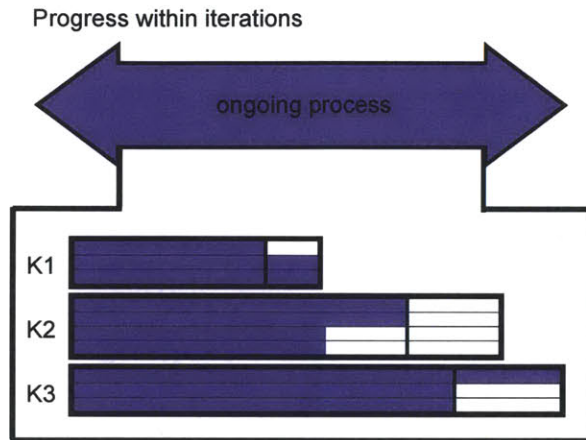 Progress within iterations
ongoing process
K1
K2
K3